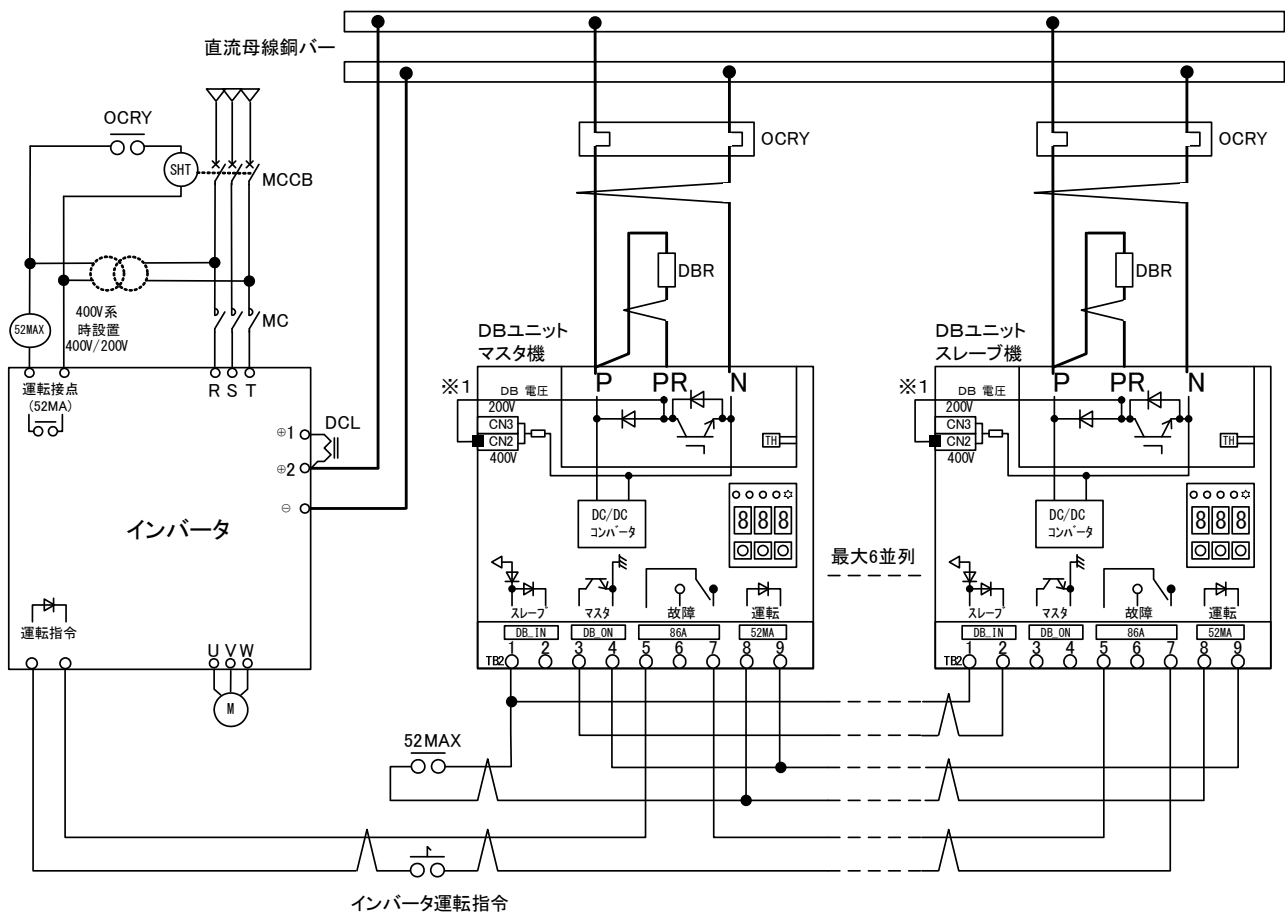 直流母線銅バー
OCRY
SHT
MCCB
400V系
時設置
400V/200V
MC
52MAX
運転接点
(52MA)
R S T
⊕1
DCL
⊕2
⊖
インバータ
運転指令
U V W
M
OCRY
DBR
DBユニット
マスタ機
※1
DB 電圧
200V
CN3
CN2
400V
P PR N
TH
DC/DC
コンバータ
8 8 8
スレーブ
マスタ
故障
運転
DB_IN
DB_ON
86A
52MA
TB2
1 2 3 4 5 6 7 8 9
最大6並列
OCRY
DBR
DBユニット
スレーブ機
※1
DB 電圧
200V
CN3
CN2
400V
P PR N
TH
DC/DC
コンバータ
8 8 8
スレーブ
マスタ
故障
運転
DB_IN
DB_ON
86A
52MA
TB2
1 2 3 4 5 6 7 8 9
52MAX
インバータ運転指令